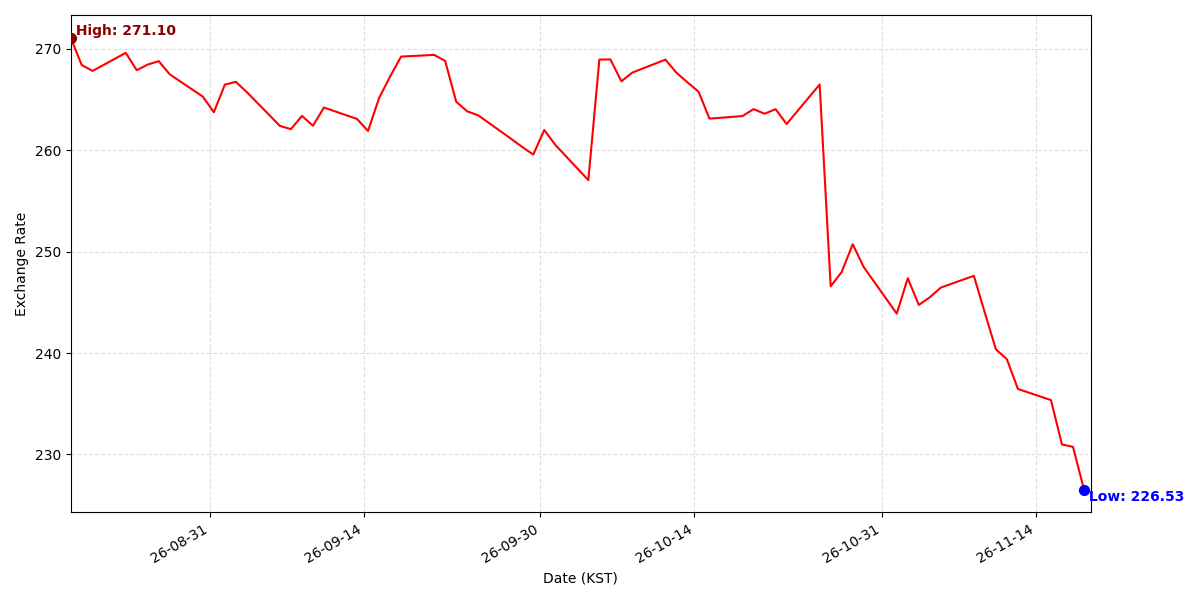 High: 271.10
270
260
250
240
230
Exchange Rate
Low: 226.53
26-08-31
26-09-14
26-09-30
26-10-14
26-10-31
26-11-14
Date (KST)